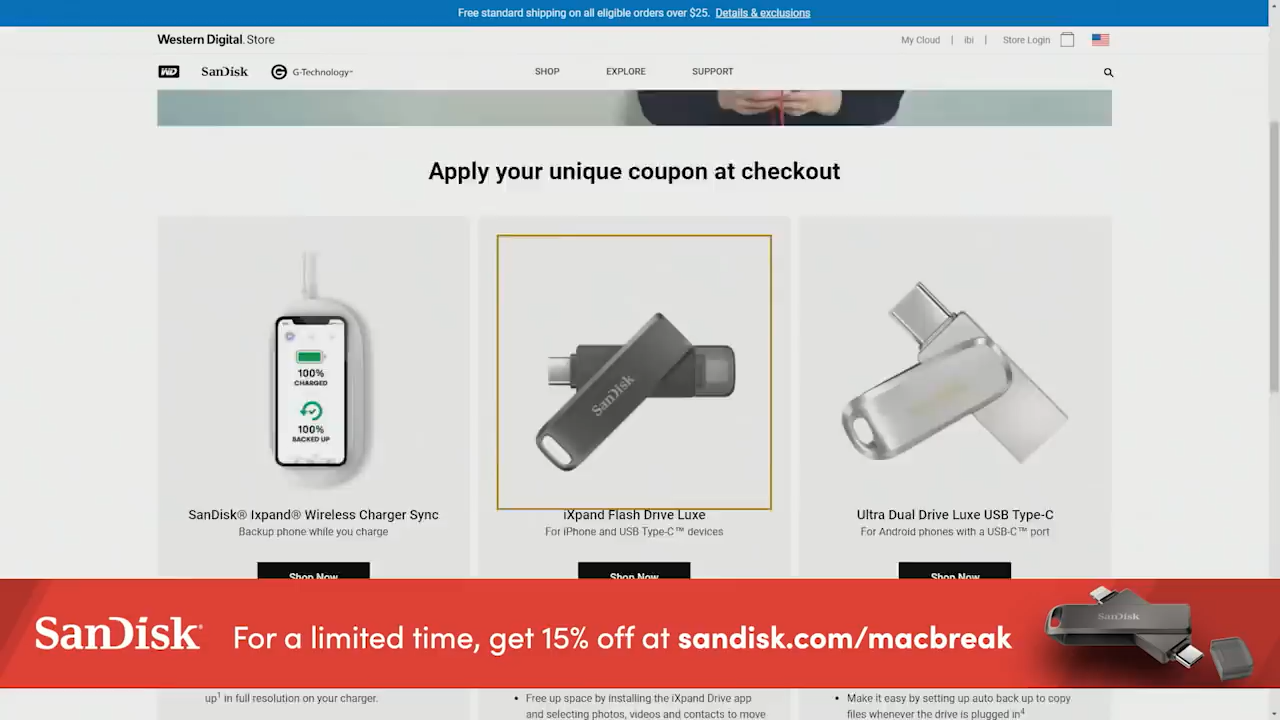 Free standard shipping on all eligible orders over $25. Details & exclusions
Western Digital. Store
My Cloud | ibi | Store Login
WD SanDisk G-Technology™
SHOP EXPLORE SUPPORT
Apply your unique coupon at checkout
100%
CHARGED
100%
BACKED UP
SanDisk
SanDisk® Ixpand® Wireless Charger Sync
Backup phone while you charge
Shop Now
iXpand Flash Drive Luxe
For iPhone and USB Type-C™ devices
Shop Now
Ultra Dual Drive Luxe USB Type-C
For Android phones with a USB-C™ port
Shop Now
SanDisk® For a limited time, get 15% off at sandisk.com/macbreak
SanDisk
up¹ in full resolution on your charger.
• Free up space by installing the iXpand Drive app
and selecting photos, videos and contacts to move
• Make it easy by setting up auto back up to copy
files whenever the drive is plugged in⁴